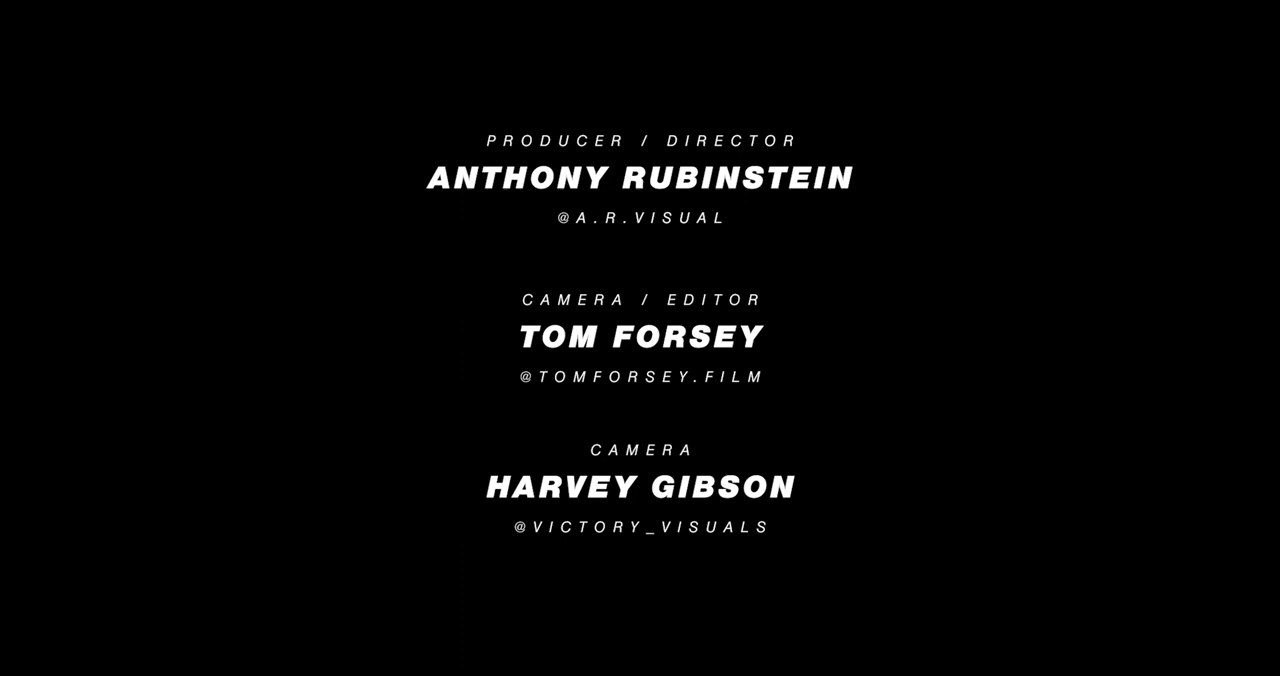 PRODUCER / DIRECTOR
ANTHONY RUBINSTEIN
@A.R.VISUAL
CAMERA / EDITOR
TOM FORSEY
@TOMFORSEY.FILM
CAMERA
HARVEY GIBSON
@VICTORY_VISUALS